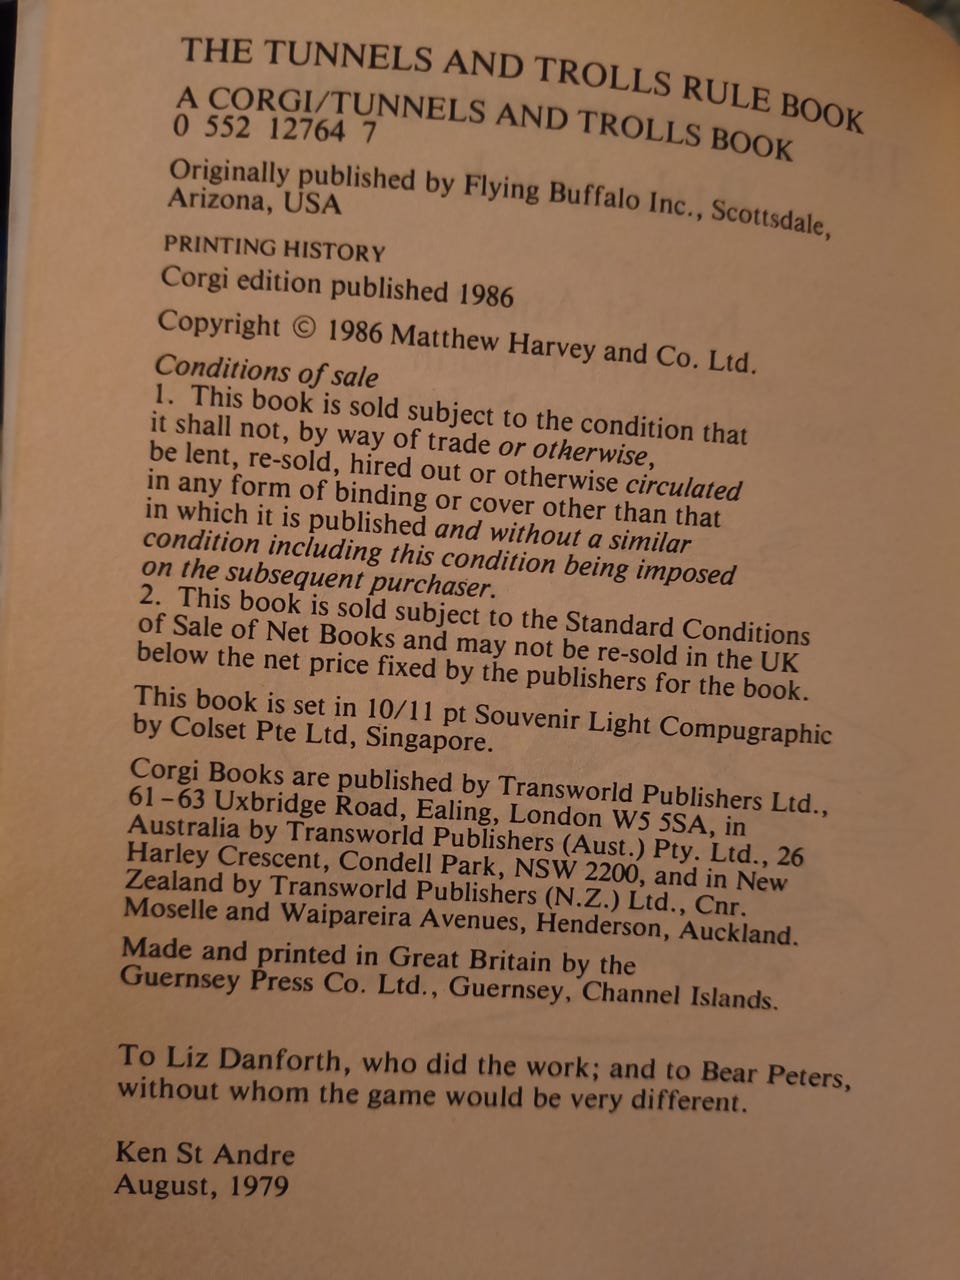 THE TUNNELS AND TROLLS RULE BOOK
A CORGI/TUNNELS AND TROLLS BOOK
0 552 12764 7
Originally published by Flying Buffalo Inc., Scottsdale,
Arizona, USA
PRINTING HISTORY
Corgi edition published 1986
Copyright © 1986 Matthew Harvey and Co. Ltd.
Conditions of sale
1. This book is sold subject to the condition that
it shall not, by way of trade or otherwise,
be lent, re-sold, hired out or otherwise circulated
in any form of binding or cover other than that
in which it is published and without a similar
condition including this condition being imposed
on the subsequent purchaser.
2. This book is sold subject to the Standard Conditions
of Sale of Net Books and may not be re-sold in the UK
below the net price fixed by the publishers for the book.
This book is set in 10/11 pt Souvenir Light Compugraphic
by Colset Pte Ltd, Singapore.
Corgi Books are published by Transworld Publishers Ltd.,
61–63 Uxbridge Road, Ealing, London W5 5SA, in
Australia by Transworld Publishers (Aust.) Pty. Ltd., 26
Harley Crescent, Condell Park, NSW 2200, and in New
Zealand by Transworld Publishers (N.Z.) Ltd., Cnr.
Moselle and Waipareira Avenues, Henderson, Auckland.
Made and printed in Great Britain by the
Guernsey Press Co. Ltd., Guernsey, Channel Islands.
To Liz Danforth, who did the work; and to Bear Peters,
without whom the game would be very different.
Ken St Andre
August, 1979